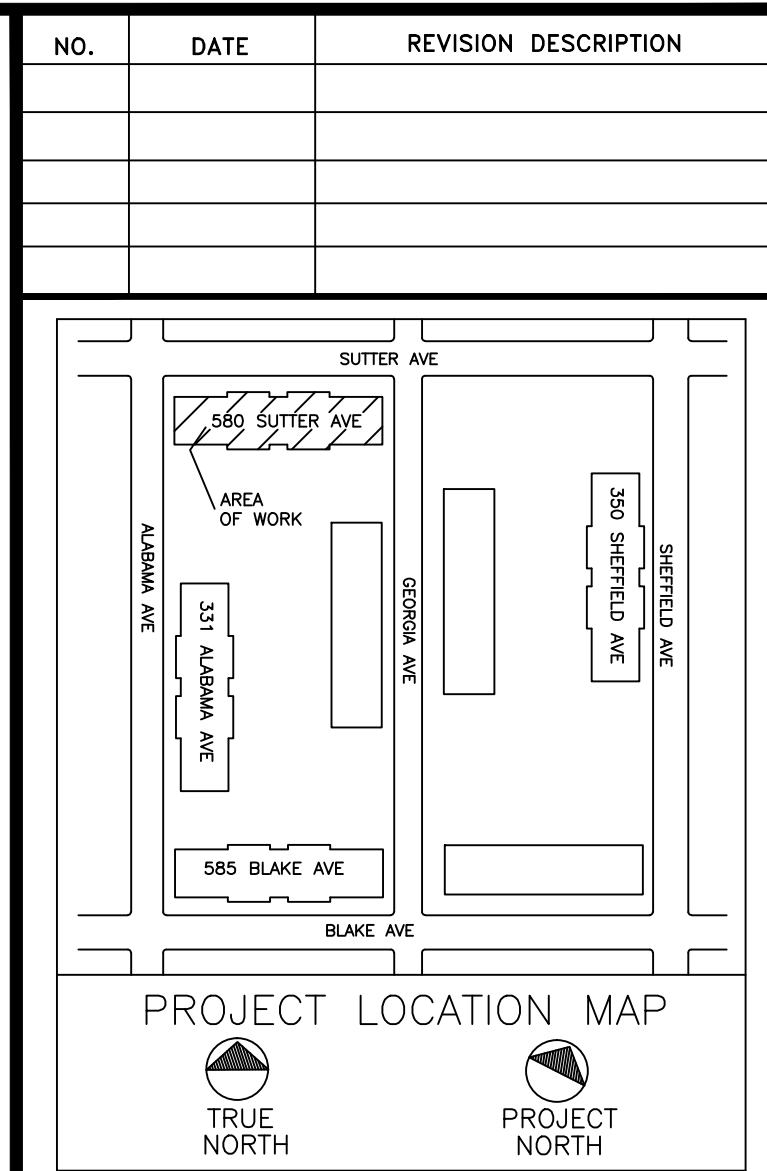 NO. DATE REVISION DESCRIPTION
SUTTER AVE
580 SUTTER AVE
AREA
OF WORK
ALABAMA AVE
331 ALABAMA AVE
GEORGIA AVE
350 SHEFFIELD AVE
SHEFFIELD AVE
585 BLAKE AVE
BLAKE AVE
PROJECT LOCATION MAP
TRUE
NORTH
PROJECT
NORTH